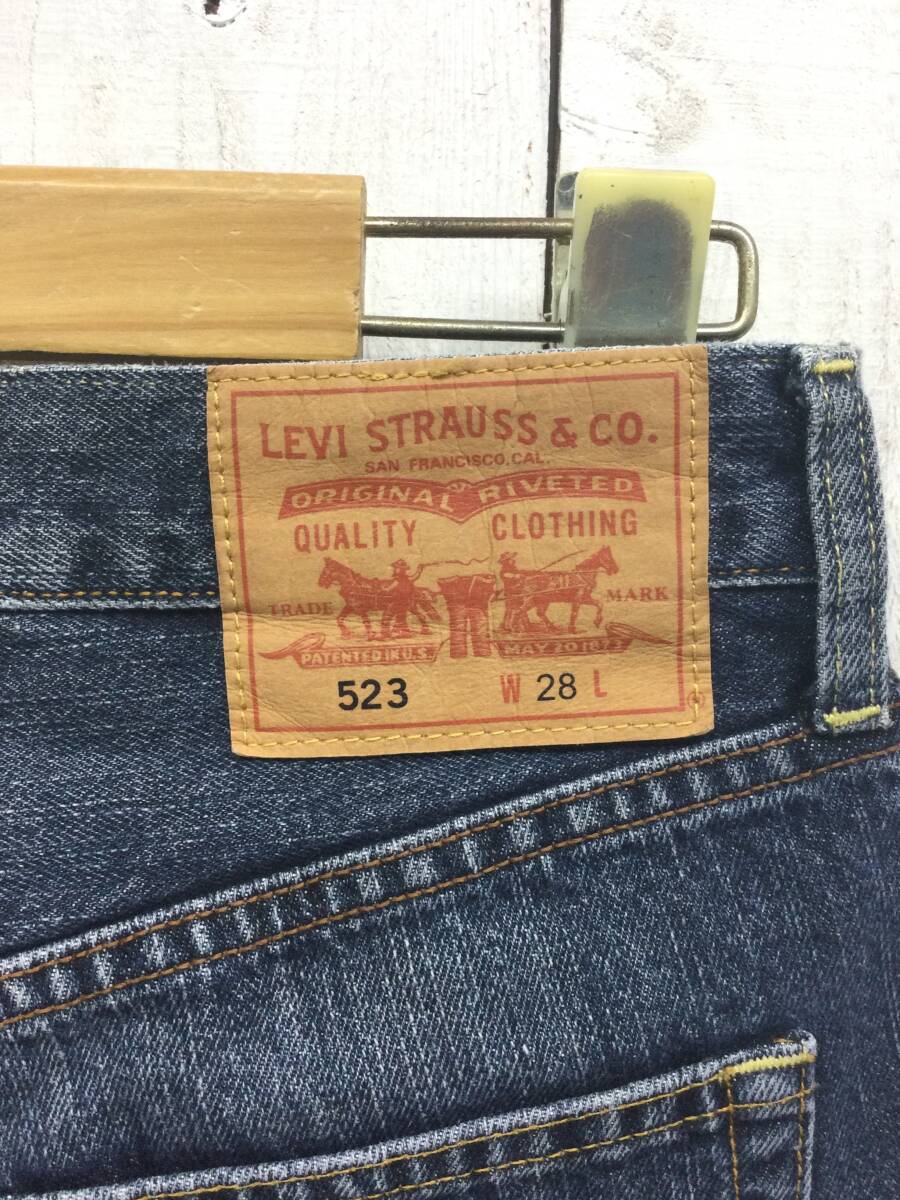 LEVI STRAUSS & CO.
SAN FRANCISCO, CAL.
ORIGINAL RIVETED
QUALITY CLOTHING
TRADE MARK
PATENTED IN U.S. MAY 20 1873
523 W 28 L
®